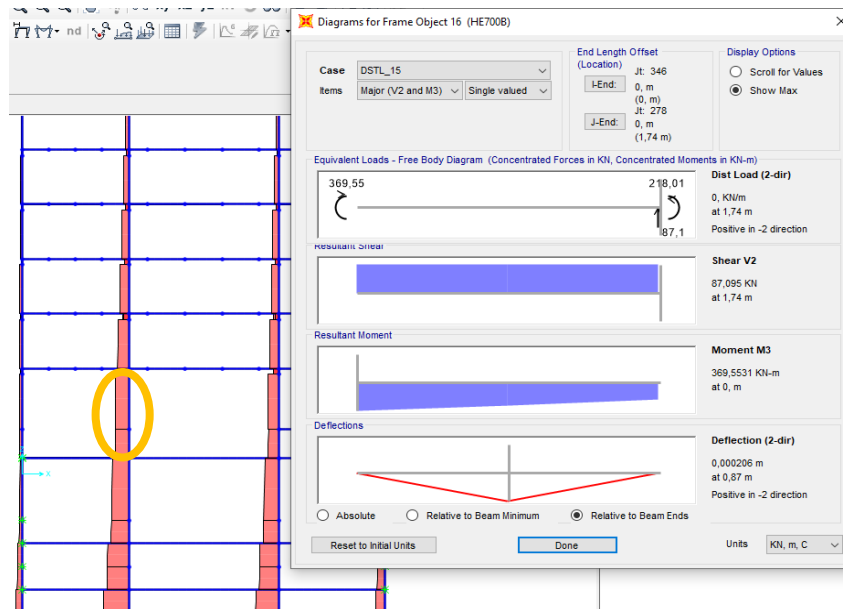 nd
Diagrams for Frame Object 16 (HE700B)
Case DSTL_15
Items Major (V2 and M3) Single valued
End Length Offset
(Location)
I-End: Jt: 346
0, m
(0, m)
J-End: Jt: 278
0, m
(1,74 m)
Display Options
Scroll for Values
Show Max
Equivalent Loads - Free Body Diagram (Concentrated Forces in KN, Concentrated Moments in KN-m)
369,55 218,01
87,1
Dist Load (2-dir)
0, KN/m
at 1,74 m
Positive in -2 direction
Resultant Shear
Shear V2
87,095 KN
at 1,74 m
Resultant Moment
Moment M3
369,5531 KN-m
at 0, m
Deflections
Deflection (2-dir)
0,000206 m
at 0,87 m
Positive in -2 direction
Absolute Relative to Beam Minimum Relative to Beam Ends
Reset to Initial Units Done Units KN, m, C
X